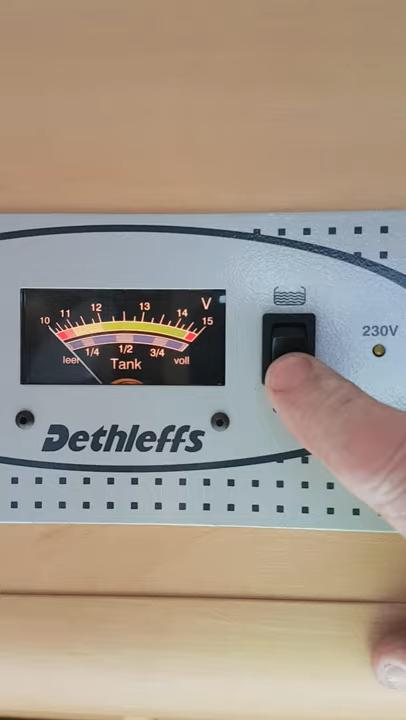 V
10 11 12 13 14 15
230V
leer 1/4 1/2 3/4 voll
Tank
Dethleffs